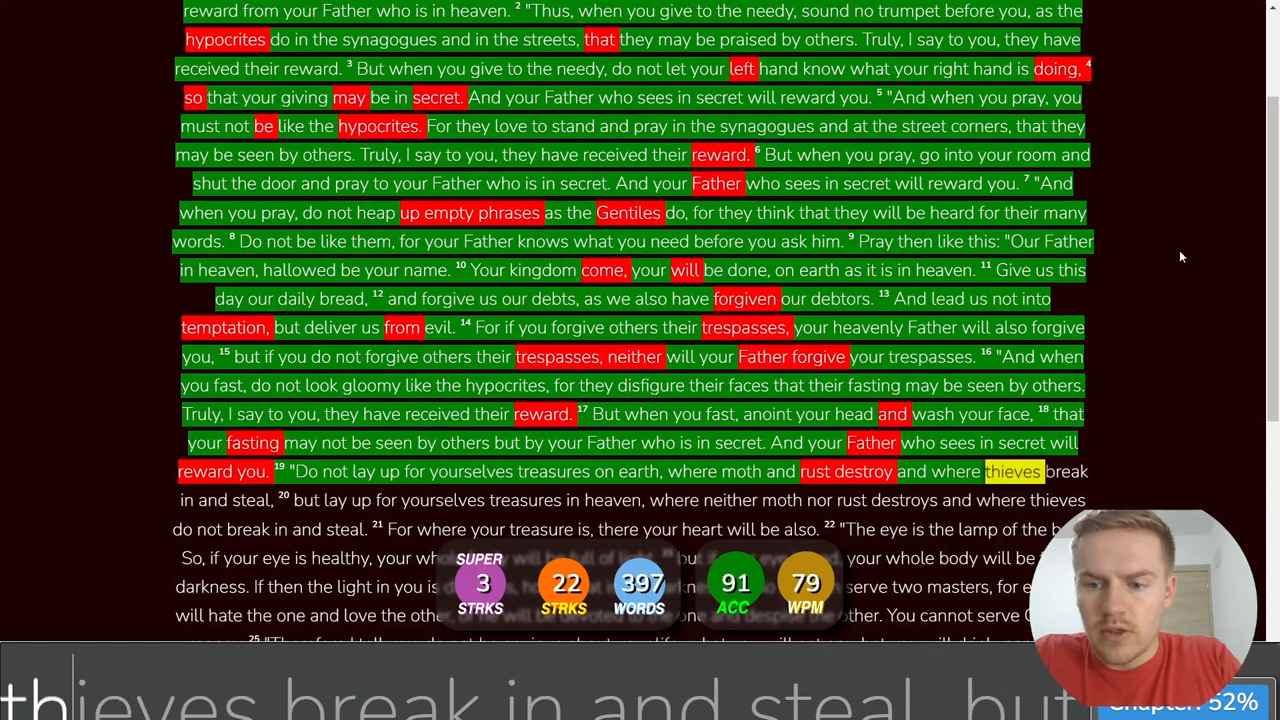 reward from your Father who is in heaven. 2 "Thus, when you give to the needy, sound no trumpet before you, as the
hypocrites do in the synagogues and in the streets, that they may be praised by others. Truly, I say to you, they have
received their reward. 3 But when you give to the needy, do not let your left hand know what your right hand is doing, 4
so that your giving may be in secret. And your Father who sees in secret will reward you. 5 "And when you pray, you
must not be like the hypocrites. For they love to stand and pray in the synagogues and at the street corners, that they
may be seen by others. Truly, I say to you, they have received their reward. 6 But when you pray, go into your room and
shut the door and pray to your Father who is in secret. And your Father who sees in secret will reward you. 7 "And
when you pray, do not heap up empty phrases as the Gentiles do, for they think that they will be heard for their many
words. 8 Do not be like them, for your Father knows what you need before you ask him. 9 Pray then like this: "Our Father
in heaven, hallowed be your name. 10 Your kingdom come, your will be done, on earth as it is in heaven. 11 Give us this
day our daily bread, 12 and forgive us our debts, as we also have forgiven our debtors. 13 And lead us not into
temptation, but deliver us from evil. 14 For if you forgive others their trespasses, your heavenly Father will also forgive
you, 15 but if you do not forgive others their trespasses, neither will your Father forgive your trespasses. 16 "And when
you fast, do not look gloomy like the hypocrites, for they disfigure their faces that their fasting may be seen by others.
Truly, I say to you, they have received their reward. 17 But when you fast, anoint your head and wash your face, 18 that
your fasting may not be seen by others but by your Father who is in secret. And your Father who sees in secret will
reward you. 19 "Do not lay up for yourselves treasures on earth, where moth and rust destroy and where thieves break
in and steal, 20 but lay up for yourselves treasures in heaven, where neither moth nor rust destroys and where thieves
do not break in and steal. 21 For where your treasure is, there your heart will be also. 22 "The eye is the lamp of the
So, if your eye is healthy, your your whole body will be
darkness. If then the light in you is serve two masters, for
will hate the one and love the other, other. You cannot serve
25
SUPER 3 STRKS
22 STRKS
397 WORDS
91 ACC
79 WPM
thieves break in and steal, but
Chapter: 52%